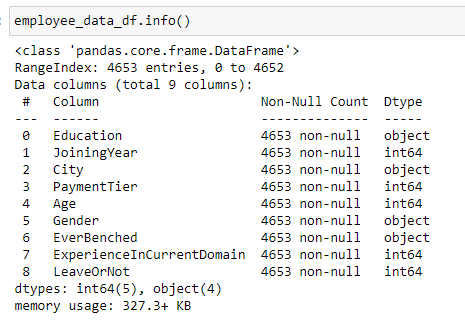 employee_data_df.info()
<class 'pandas.core.frame.DataFrame'>
RangeIndex: 4653 entries, 0 to 4652
Data columns (total 9 columns):
 #   Column                     Non-Null Count  Dtype
---  ------                     --------------  -----
 0   Education                  4653 non-null   object
 1   JoiningYear                4653 non-null   int64
 2   City                       4653 non-null   object
 3   PaymentTier                4653 non-null   int64
 4   Age                        4653 non-null   int64
 5   Gender                     4653 non-null   object
 6   EverBenched                4653 non-null   object
 7   ExperienceInCurrentDomain  4653 non-null   int64
 8   LeaveOrNot                 4653 non-null   int64
dtypes: int64(5), object(4)
memory usage: 327.3+ KB